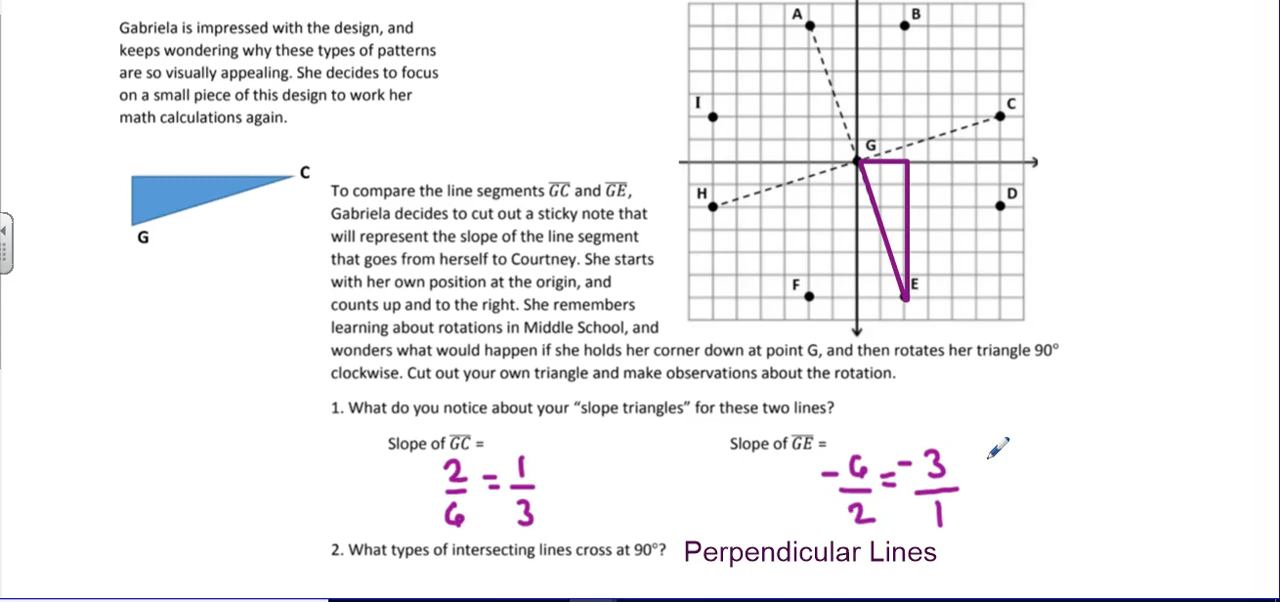 Gabriela is impressed with the design, and
keeps wondering why these types of patterns
are so visually appealing. She decides to focus
on a small piece of this design to work her
math calculations again.
A
B
I
C
G
H
D
F
E
C
G
To compare the line segments G̅C̅ and G̅E̅,
Gabriela decides to cut out a sticky note that
will represent the slope of the line segment
that goes from herself to Courtney. She starts
with her own position at the origin, and
counts up and to the right. She remembers
learning about rotations in Middle School, and
wonders what would happen if she holds her corner down at point G, and then rotates her triangle 90°
clockwise. Cut out your own triangle and make observations about the rotation.
1. What do you notice about your “slope triangles” for these two lines?
Slope of G̅C̅ =
2/6 = 1/3
Slope of G̅E̅ =
-6/2 = -3/1
2. What types of intersecting lines cross at 90°? Perpendicular Lines